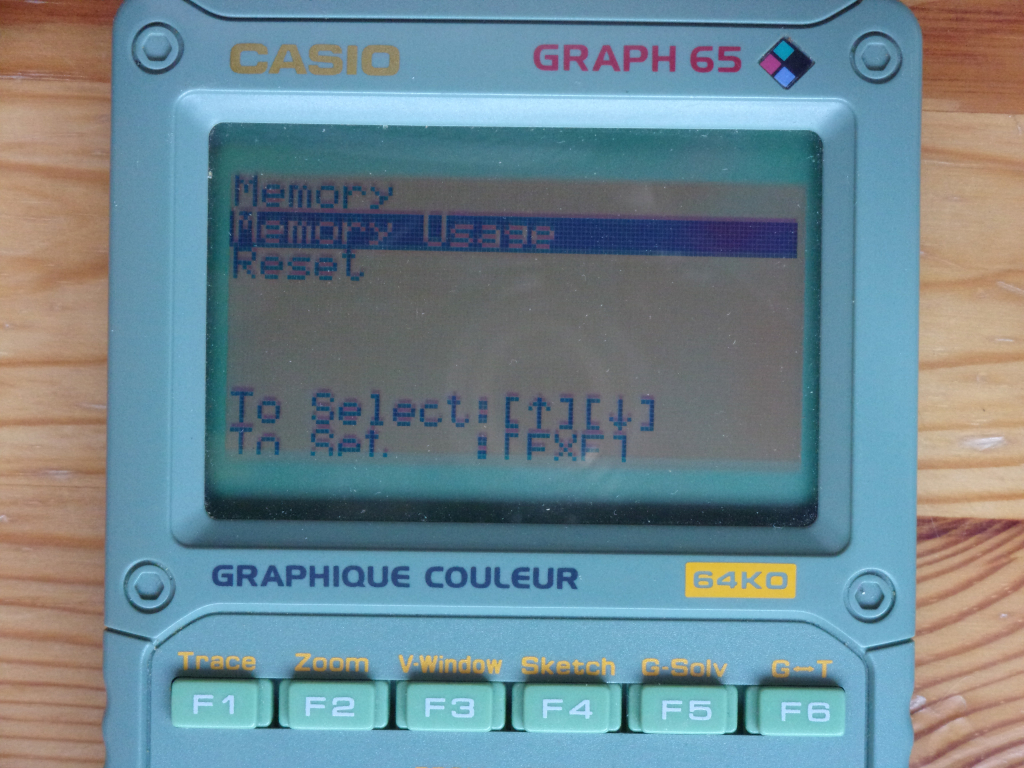 CASIO GRAPH 65
Memory
Memory Usage
Reset
To Select:[↑][↓]
To Set :[EXE]
GRAPHIQUE COULEUR 64KO
Trace Zoom V-Window Sketch G-Solv G↔T
F1 F2 F3 F4 F5 F6